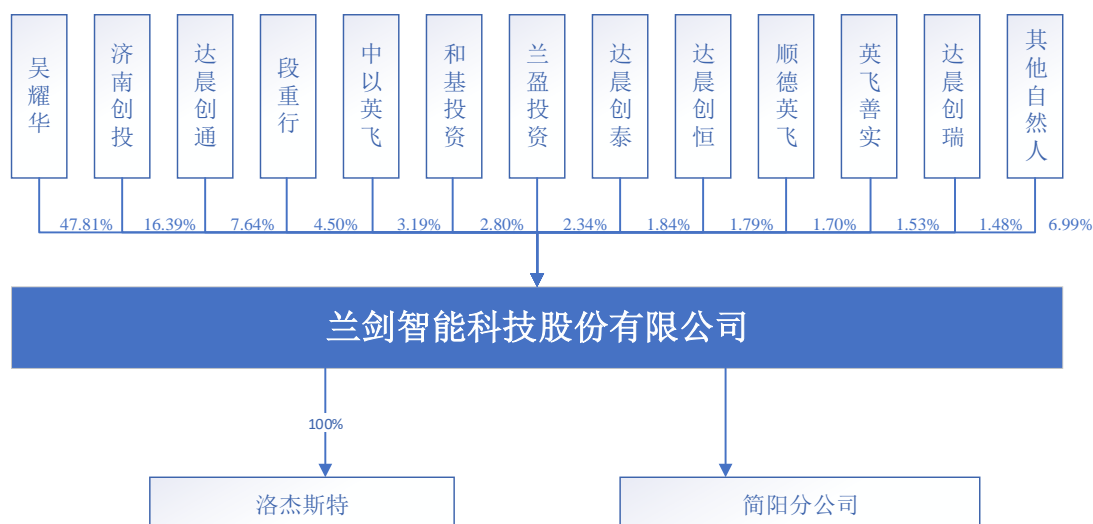 吴耀华
济南创投
达晨创通
段重行
中以英飞
和基投资
兰盈投资
达晨创泰
达晨创恒
顺德英飞
英飞善实
达晨创瑞
其他自然人
47.81%
16.39%
7.64%
4.50%
3.19%
2.80%
2.34%
1.84%
1.79%
1.70%
1.53%
1.48%
6.99%
兰剑智能科技股份有限公司
100%
洛杰斯特
简阳分公司